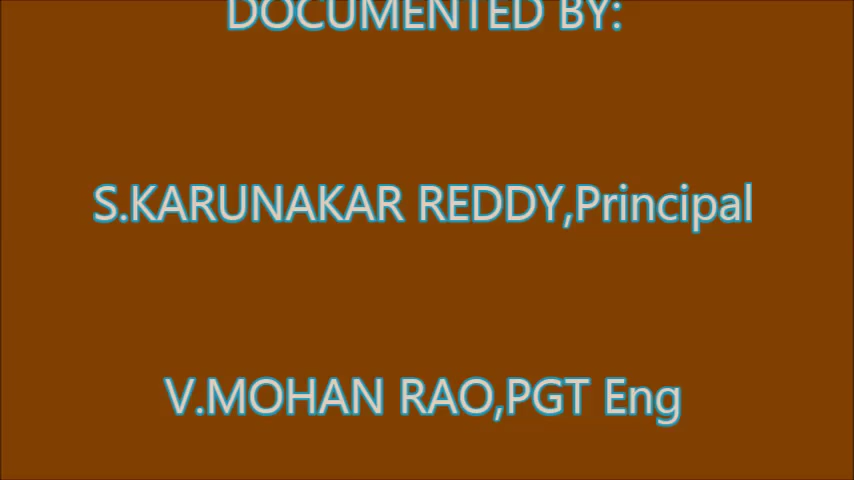 DOCUMENTED BY:
S.KARUNAKAR REDDY,Principal
V.MOHAN RAO,PGT Eng